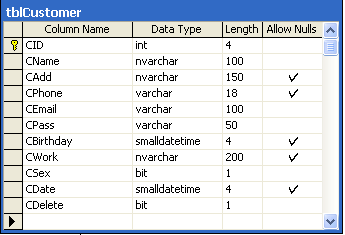 tblCustomer
Column Name Data Type Length Allow Nulls
CID int 4
CName nvarchar 100
CAdd nvarchar 150
CPhone varchar 18
CEmail varchar 100
CPass varchar 50
CBirthday smalldatetime 4
CWork nvarchar 200
CSex bit 1
CDate smalldatetime 4
CDelete bit 1